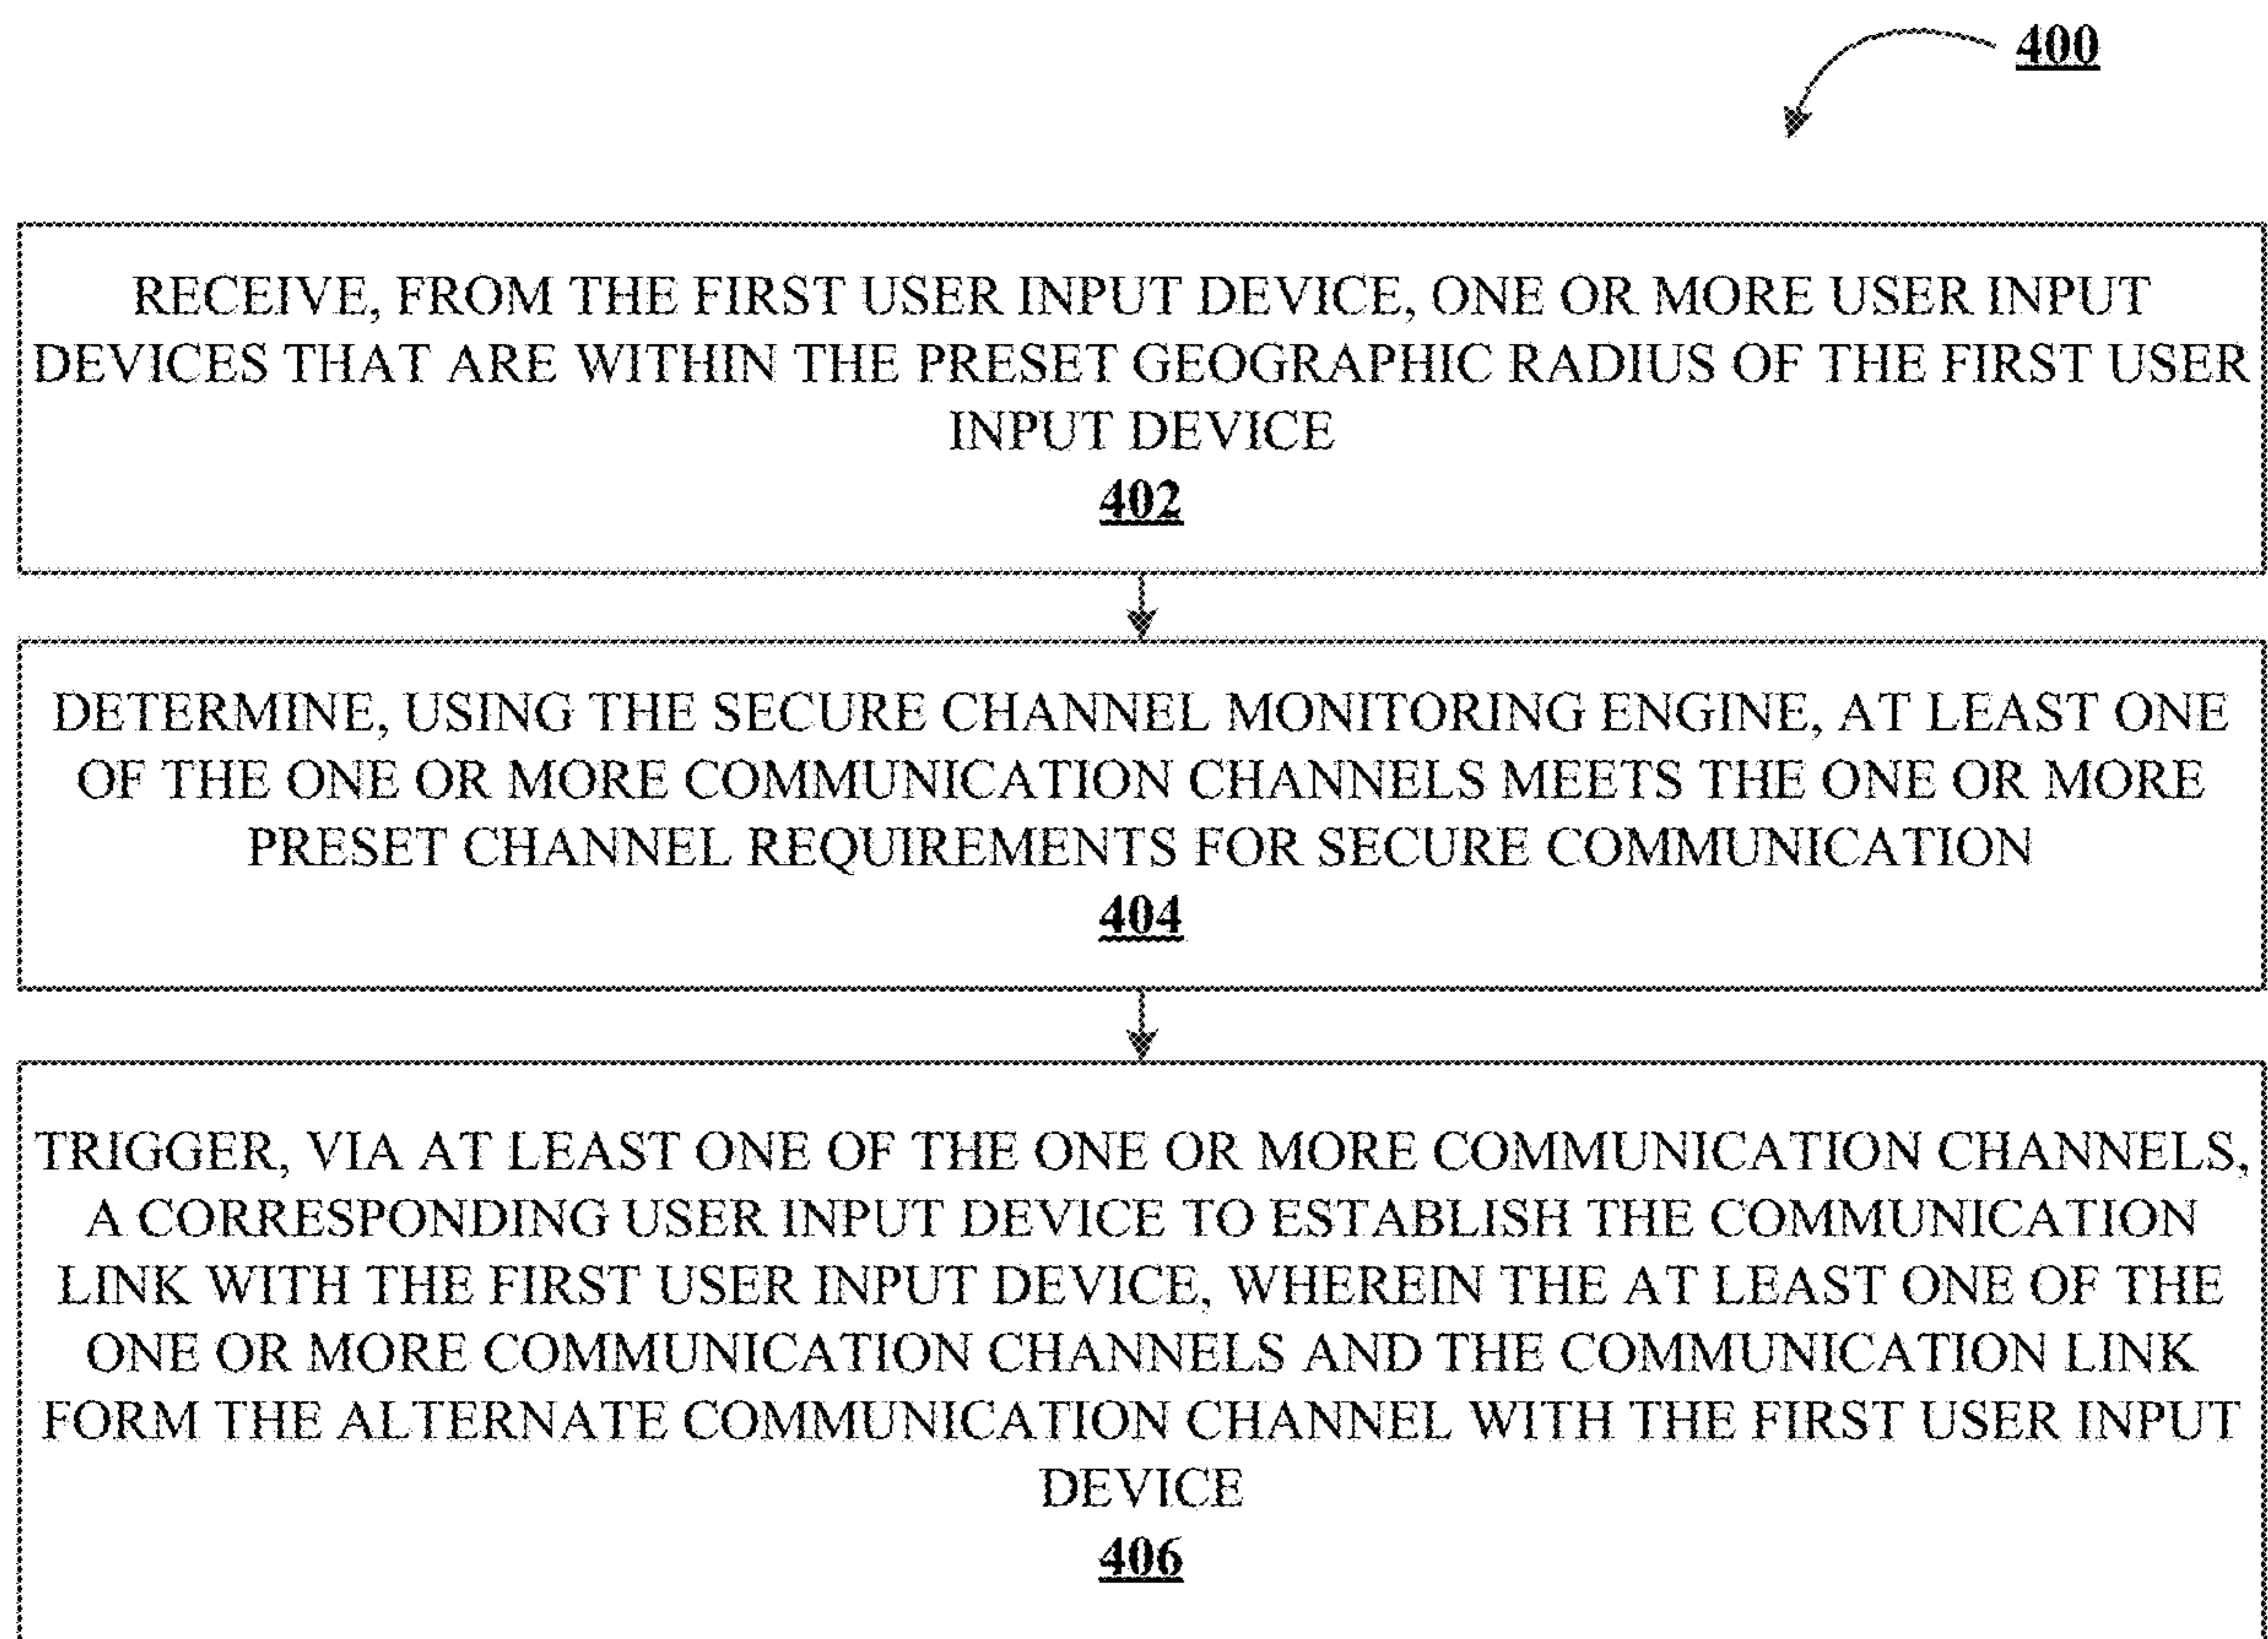 400
RECEIVE, FROM THE FIRST USER INPUT DEVICE, ONE OR MORE USER INPUT
DEVICES THAT ARE WITHIN THE PRESET GEOGRAPHIC RADIUS OF THE FIRST USER
INPUT DEVICE
402
DETERMINE, USING THE SECURE CHANNEL MONITORING ENGINE, AT LEAST ONE
OF THE ONE OR MORE COMMUNICATION CHANNELS MEETS THE ONE OR MORE
PRESET CHANNEL REQUIREMENTS FOR SECURE COMMUNICATION
404
TRIGGER, VIA AT LEAST ONE OF THE ONE OR MORE COMMUNICATION CHANNELS,
A CORRESPONDING USER INPUT DEVICE TO ESTABLISH THE COMMUNICATION
LINK WITH THE FIRST USER INPUT DEVICE, WHEREIN THE AT LEAST ONE OF THE
ONE OR MORE COMMUNICATION CHANNELS AND THE COMMUNICATION LINK
FORM THE ALTERNATE COMMUNICATION CHANNEL WITH THE FIRST USER INPUT
DEVICE
406